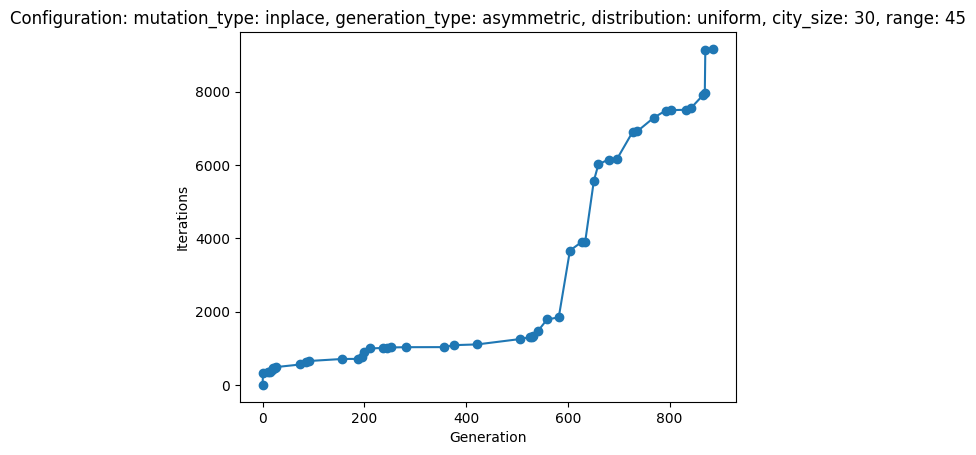 Configuration: mutation_type: inplace, generation_type: asymmetric, distribution: uniform, city_size: 30, range: 45
8000
6000
4000
2000
0
Iterations
0 200 400 600 800
Generation